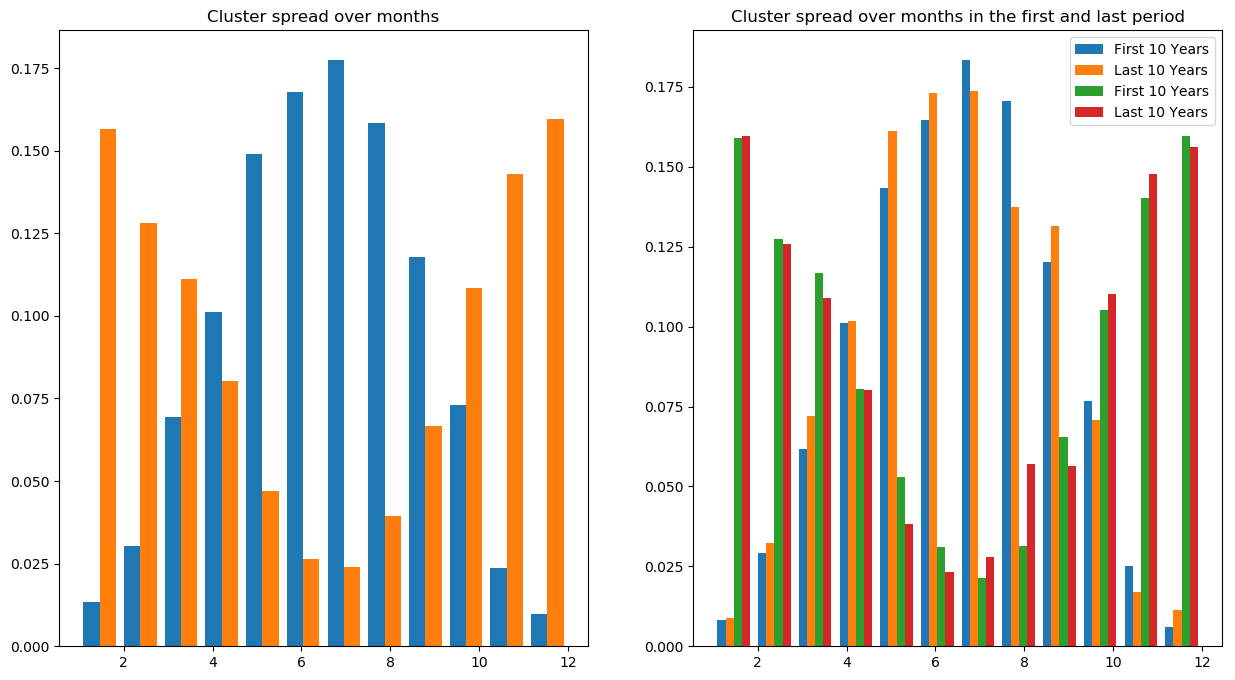 Cluster spread over months
0.175
0.150
0.125
0.100
0.075
0.050
0.025
0.000
2 4 6 8 10 12
Cluster spread over months in the first and last period
First 10 Years
Last 10 Years
First 10 Years
Last 10 Years
0.175
0.150
0.125
0.100
0.075
0.050
0.025
0.000
2 4 6 8 10 12